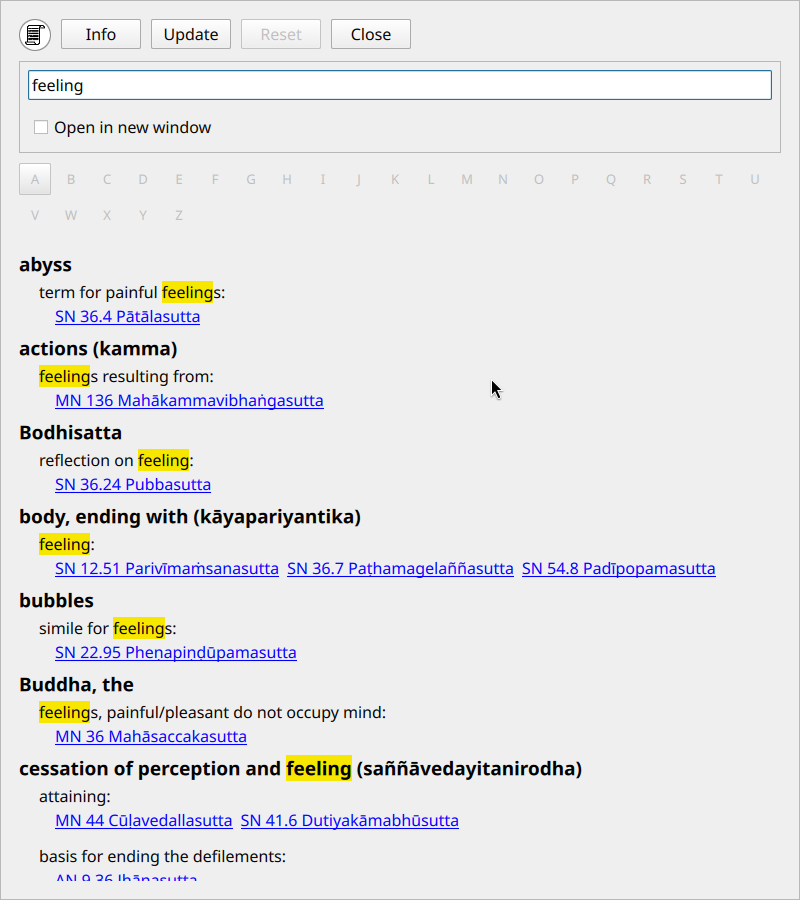 Info Update Reset Close
feeling
Open in new window
A B C D E F G H I J K L M N O P Q R S T U
V W X Y Z
abyss
term for painful feelings:
SN 36.4 Pātālasutta
actions (kamma)
feelings resulting from:
MN 136 Mahākammavibhaṅgasutta
Bodhisatta
reflection on feeling:
SN 36.24 Pubbasutta
body, ending with (kāyapariyantika)
feeling:
SN 12.51 Parivīmaṁsanasutta SN 36.7 Paṭhamagelaññasutta SN 54.8 Padīpopamasutta
bubbles
simile for feelings:
SN 22.95 Pheṇapiṇḍūpamasutta
Buddha, the
feelings, painful/pleasant do not occupy mind:
MN 36 Mahāsaccakasutta
cessation of perception and feeling (saññāvedayitanirodha)
attaining:
MN 44 Cūḷavedallasutta SN 41.6 Dutiyakāmabhūsutta
basis for ending the defilements:
AN 9.36 Jhānasutta